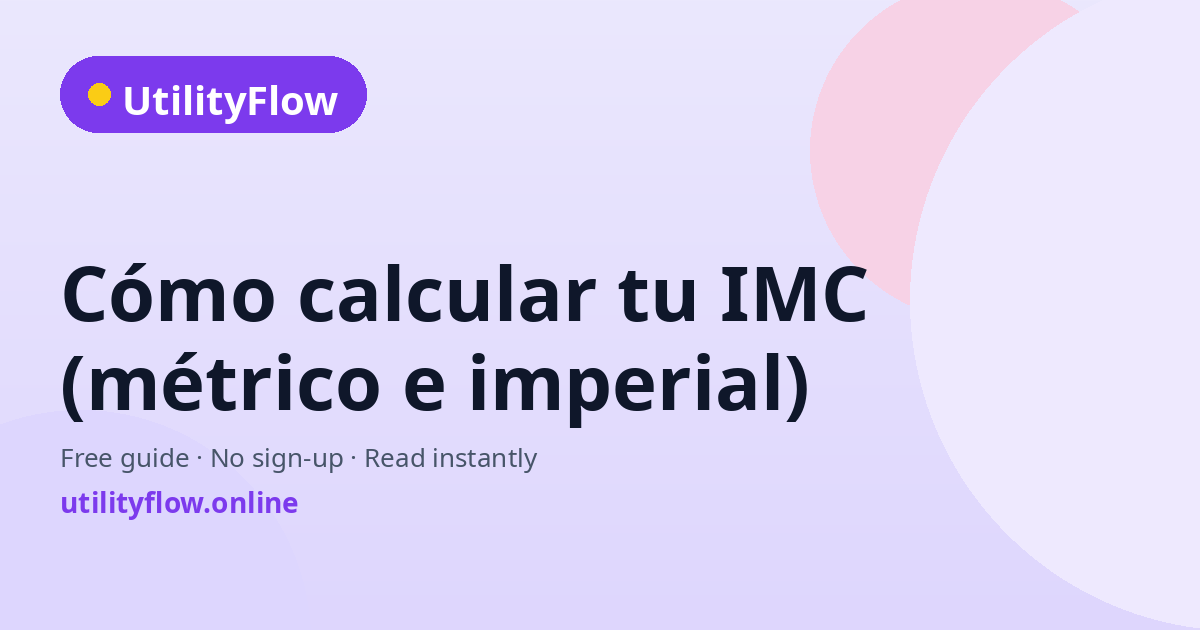 UtilityFlow
Cómo calcular tu IMC
(métrico e imperial)
Free guide · No sign-up · Read instantly
utilityflow.online